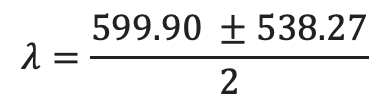 λ = (599.90 ± 538.27) / 2